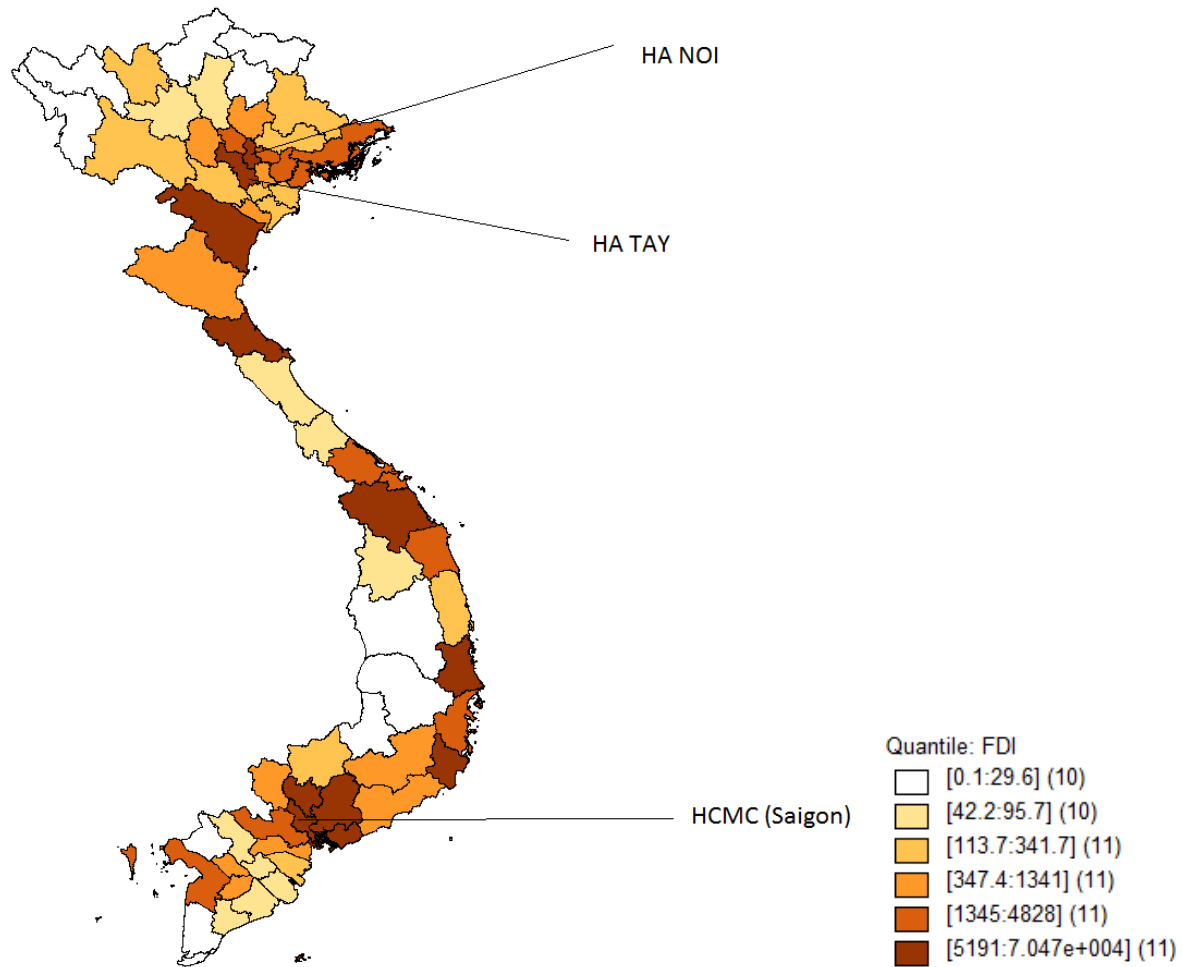 HA NOI
HA TAY
HCMC (Saigon)
Quantile: FDI
[0.1:29.6] (10)
[42.2:95.7] (10)
[113.7:341.7] (11)
[347.4:1341] (11)
[1345:4828] (11)
[5191:7.047e+004] (11)